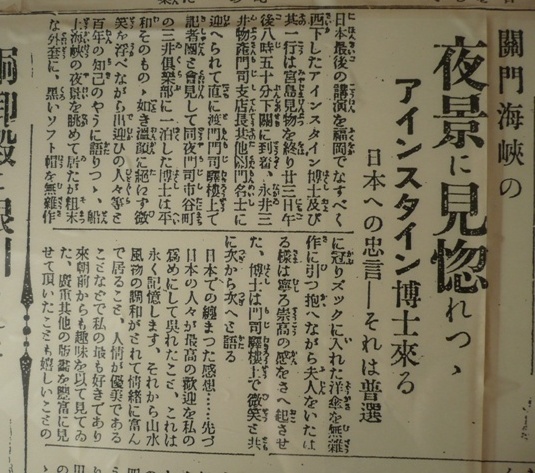 關門海峽の
夜景に見惚れつゝ
アインスタイン博士來る
日本への忠言―それは普選
日本最後の講演を福岡でなすべく
西下したアインスタイン博士及び
其一行は宮島見物を終り廿三日午
後八時五十分下關に到着、永井三
井物產門司支店長其他關門名士に
迎へられて直に渡門門司驛樓上で
記者團と會見して同夜門司市谷町
の三井俱樂部に一泊した博士は平
和そのものゝ如き溫顏に絕へず微
笑を浮べながら出迎ひの人々等と
百年の知己のやうに語りつゝ、船
上海峽の夜景を眺めて居たが粗末
な外套に、黑いソフト帽を無雜作
に冠りズックに入れた洋傘を無雜
作に引つ抱へながら夫人をいたは
る樣は寧ろ崇高の感をさへ起させ
た、博士は門司驛樓上で微笑と共
に次から次へと語る
日本での纏まつた感想……先づ
日本の人々が最高の歡迎を私の
爲めにして吳れたこと、これは
永く記憶します、それから山水
風物の調和がとれて情緒に富ん
で居ること、人情が優美である
ことなどで私の最も好きであり
來朝前からも趣味を以て見てゐ
た、廣重其他の版畫を豐富に見
せて頂いたことも嬉しいことの